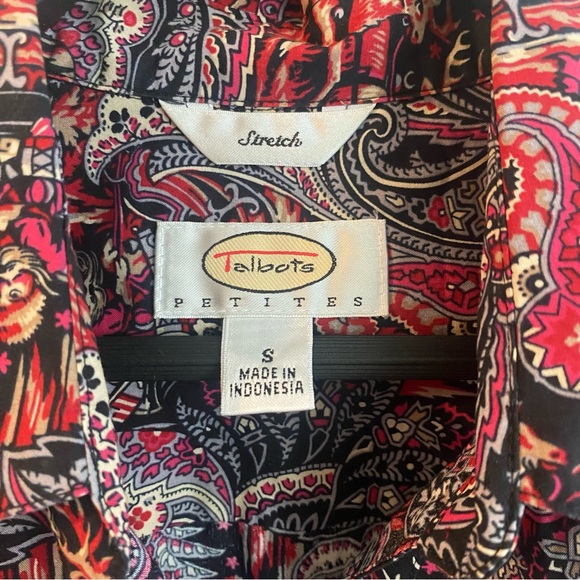 Stretch
Talbots
PETITES
S
MADE IN
INDONESIA